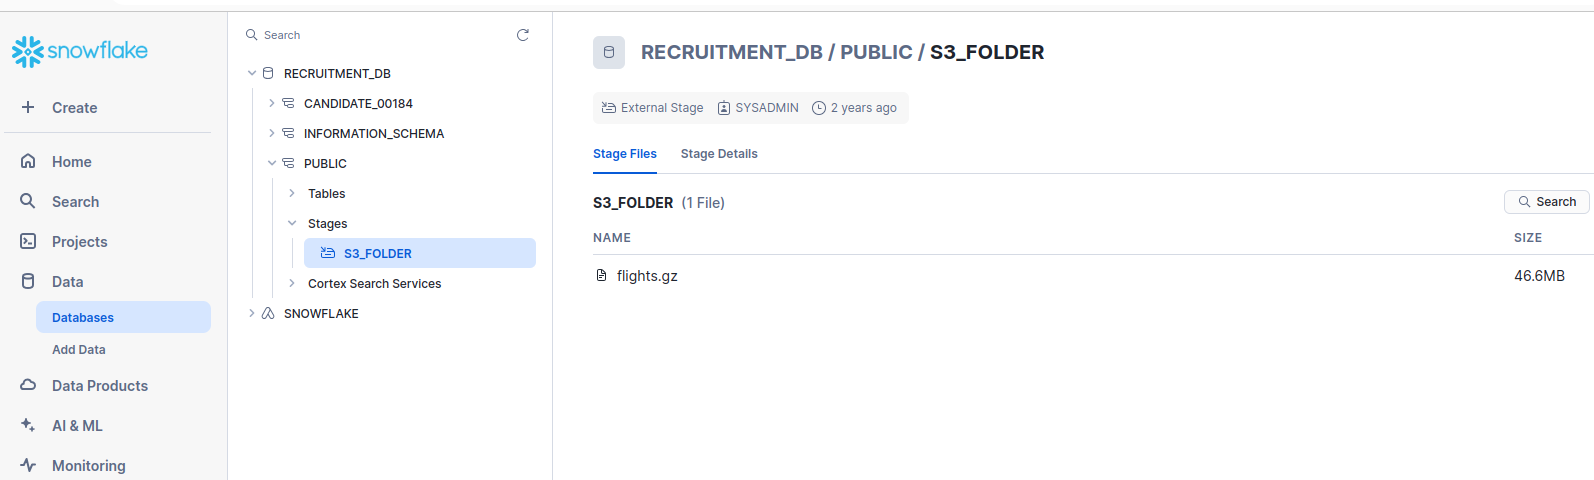 snowflake
Create
Home
Search
Projects
Data
Databases
Add Data
Data Products
AI & ML
Monitoring
Search
RECRUITMENT_DB
CANDIDATE_00184
INFORMATION_SCHEMA
PUBLIC
Tables
Stages
S3_FOLDER
Cortex Search Services
SNOWFLAKE
RECRUITMENT_DB / PUBLIC / S3_FOLDER
External Stage SYSADMIN 2 years ago
Stage Files Stage Details
S3_FOLDER (1 File) Search
NAME SIZE
flights.gz 46.6MB